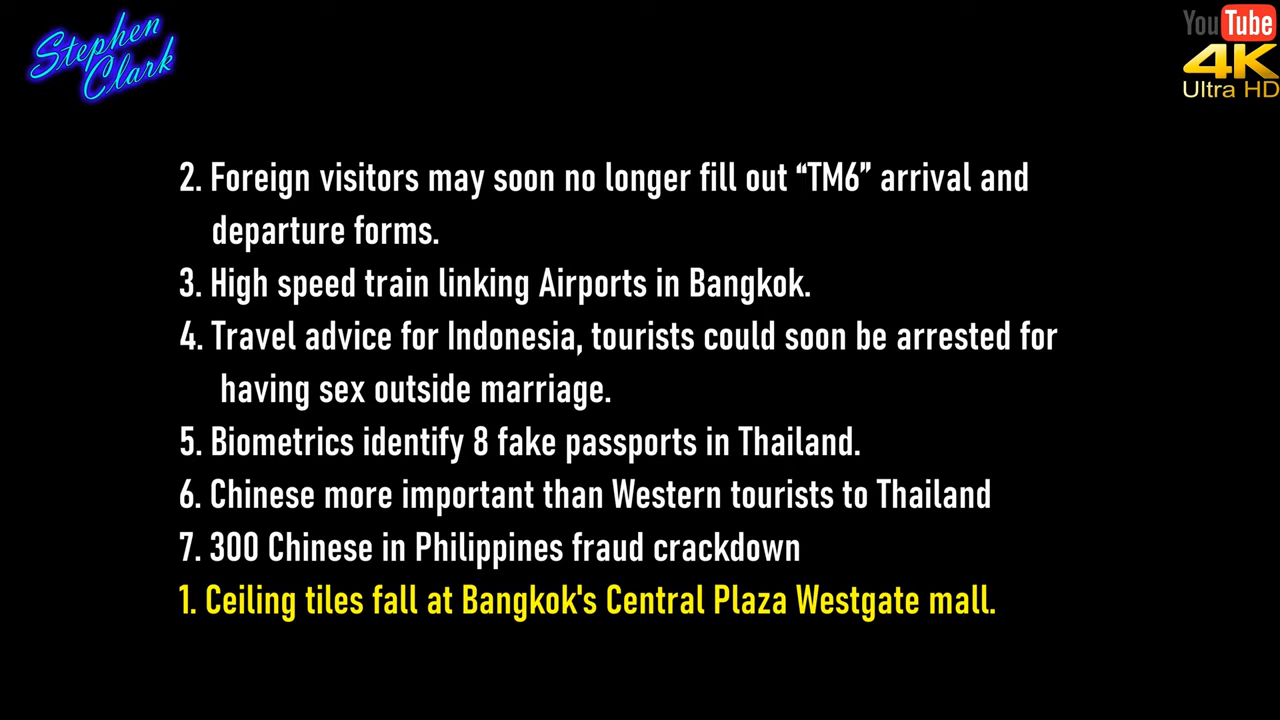 Stephen
Clark
YouTube
4K
Ultra HD
2. Foreign visitors may soon no longer fill out “TM6” arrival and
departure forms.
3. High speed train linking Airports in Bangkok.
4. Travel advice for Indonesia, tourists could soon be arrested for
having sex outside marriage.
5. Biometrics identify 8 fake passports in Thailand.
6. Chinese more important than Western tourists to Thailand
7. 300 Chinese in Philippines fraud crackdown
1. Ceiling tiles fall at Bangkok's Central Plaza Westgate mall.